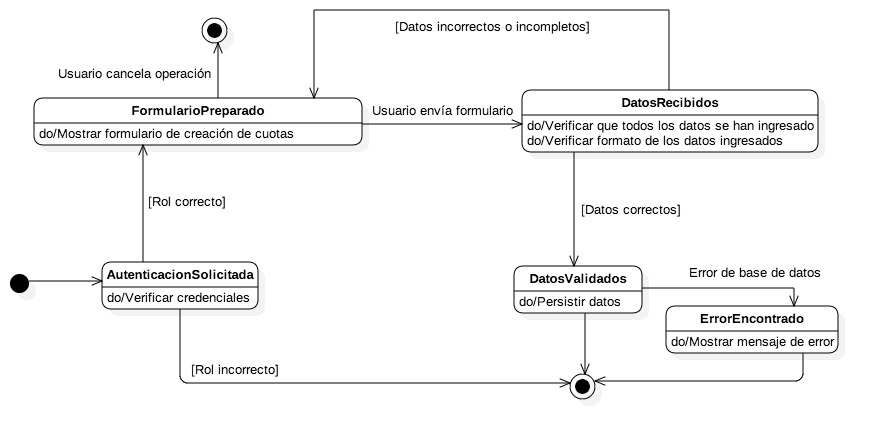 [Datos incorrectos o incompletos]
Usuario cancela operación
FormularioPreparado
do/Mostrar formulario de creación de cuotas
Usuario envía formulario
DatosRecibidos
do/Verificar que todos los datos se han ingresado
do/Verificar formato de los datos ingresados
[Rol correcto]
[Datos correctos]
AutenticacionSolicitada
do/Verificar credenciales
DatosValidados
do/Persistir datos
Error de base de datos
ErrorEncontrado
do/Mostrar mensaje de error
[Rol incorrecto]